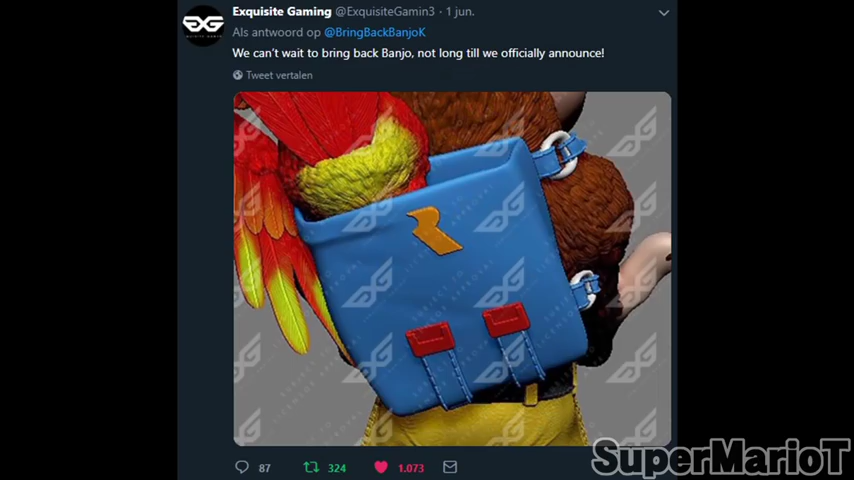 Exquisite Gaming @ExquisiteGamin3 · 1 jun.
Als antwoord op @BringBackBanjoK
We can't wait to bring back Banjo, not long till we officially announce!
Tweet vertalen
87 324 1.073
SuperMarioT